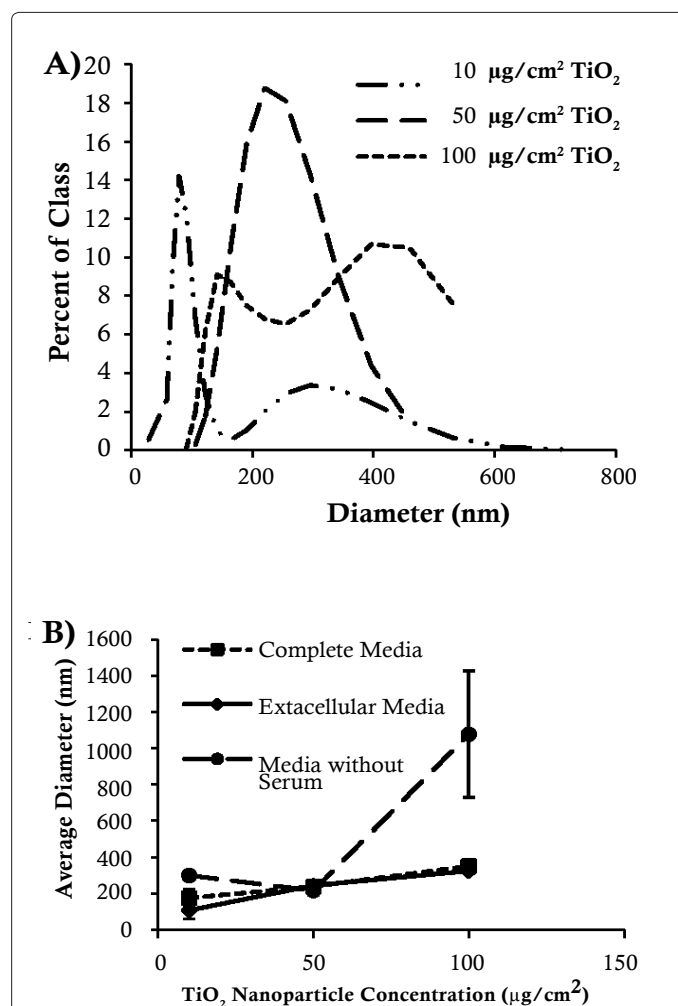 A)
20
18
16
14
12
10
8
6
4
2
0
Percent of Class
10 µg/cm² TiO₂
50 µg/cm² TiO₂
100 µg/cm² TiO₂
0 200 400 600 800
Diameter (nm)
B)
1600
1400
1200
1000
800
600
400
200
0
Average Diameter (nm)
Complete Media
Extacellular Media
Media without
Serum
0 50 100 150
TiO₂ Nanoparticle Concentration (µg/cm²)